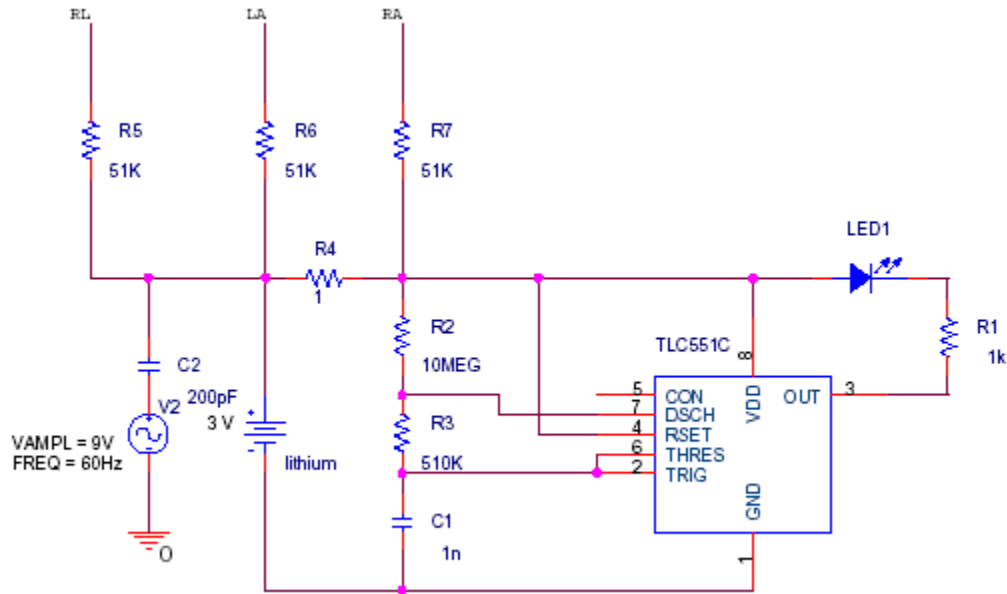 RL
LA
RA
R5
51K
R6
51K
R7
51K
R4
1
LED1
R2
10MEG
TLC551C
8
R1
1k
C2
200pF
V2
VAMPL = 9V
FREQ = 60Hz
3 V
+
-
lithium
R3
510K
5
7
4
6
2
CON
DSCH
RSET
THRES
TRIG
VDD
OUT
3
GND
1
C1
1n
0